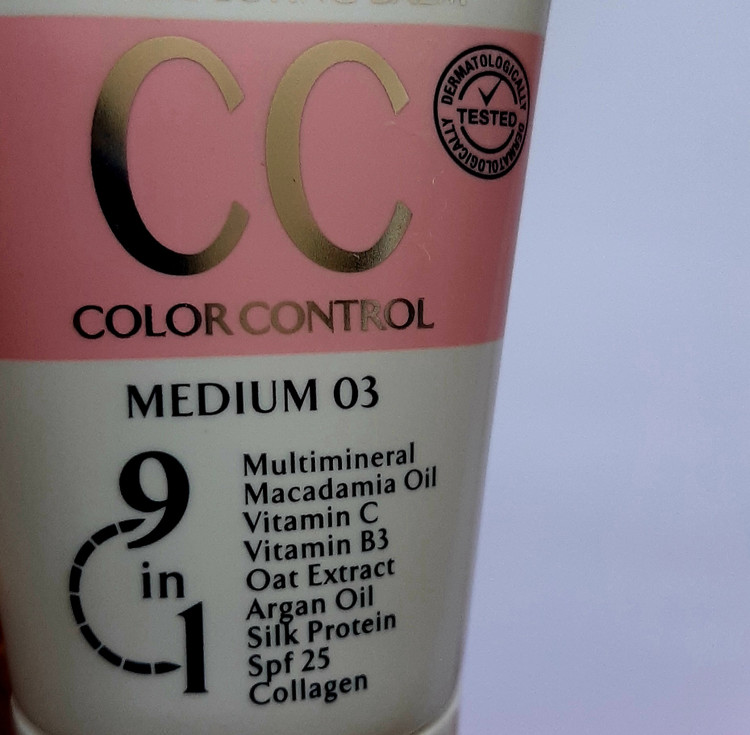 CC
DERMATOLOGICALLY
TESTED
DERMATOLOGICALLY
COLOR CONTROL
MEDIUM 03
9
in
1
Multimineral
Macadamia Oil
Vitamin C
Vitamin B3
Oat Extract
Argan Oil
Silk Protein
Spf 25
Collagen